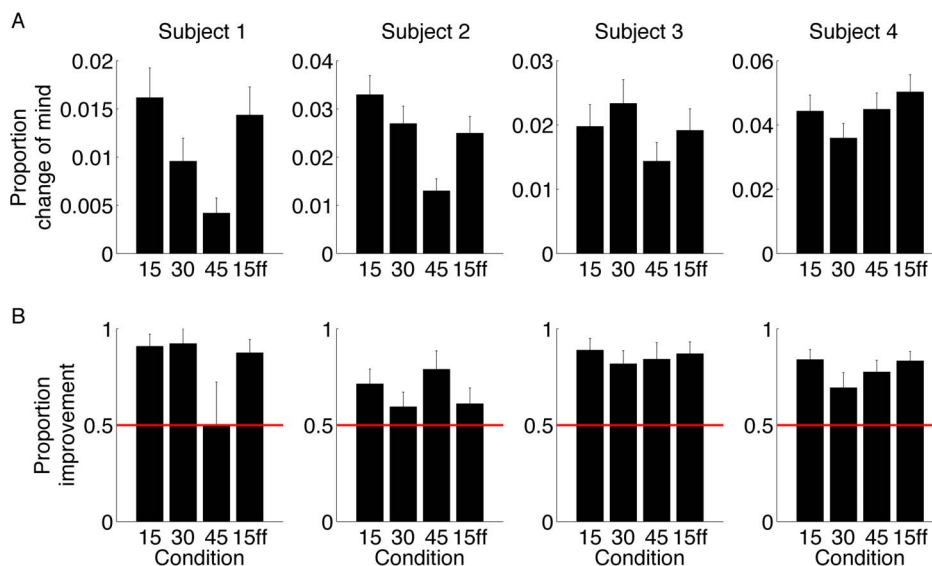 A
Subject 1 Subject 2 Subject 3 Subject 4
Proportion
change of mind
0.02 0.04 0.03 0.06
0.015 0.03 0.02 0.04
0.01 0.02 0.01 0.02
0.005 0.01
0 0 0 0
15 30 45 15ff 15 30 45 15ff 15 30 45 15ff 15 30 45 15ff
B
Proportion
improvement
1 1 1 1
0.5 0.5 0.5 0.5
0 0 0 0
15 30 45 15ff 15 30 45 15ff 15 30 45 15ff 15 30 45 15ff
Condition Condition Condition Condition